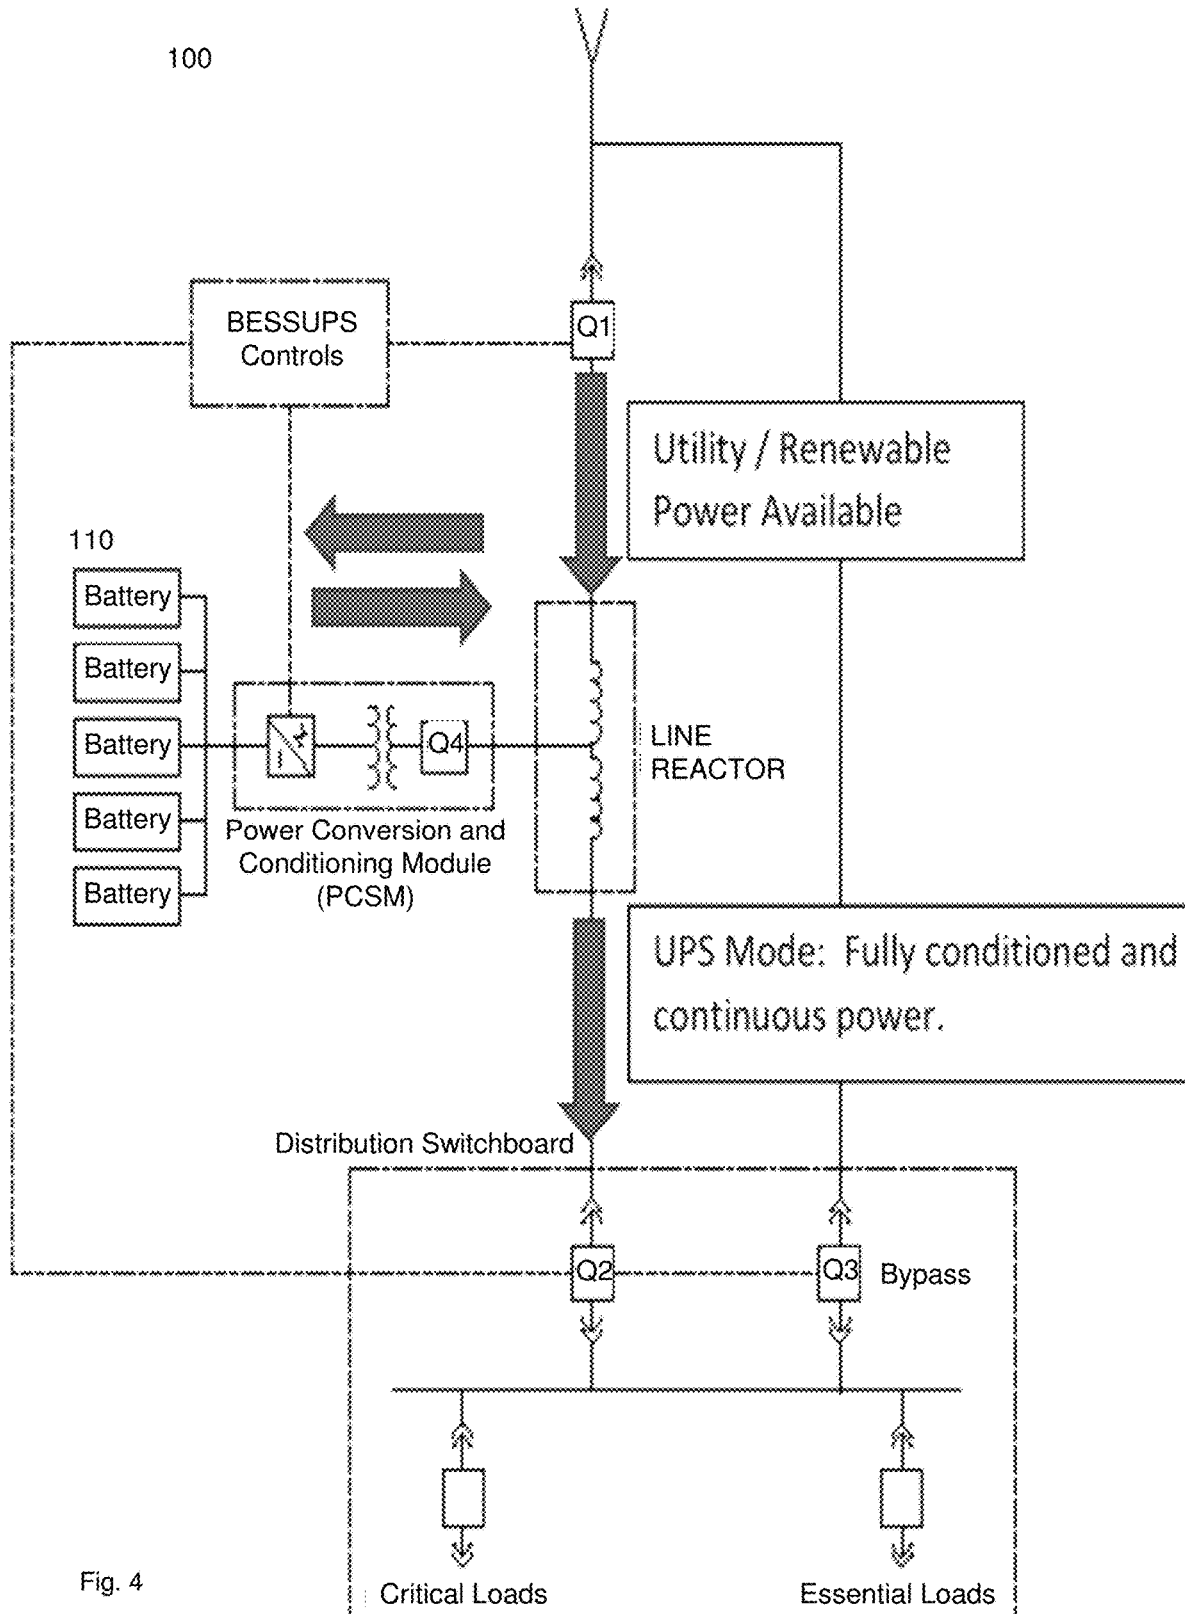 100
Q1
BESSUPS
Controls
Utility / Renewable
Power Available
110
Battery
Battery
Battery
Battery
Battery
Q4
LINE
REACTOR
Power Conversion and
Conditioning Module
(PCSM)
UPS Mode: Fully conditioned and
continuous power.
Distribution Switchboard
Q2
Q3
Bypass
Critical Loads
Essential Loads
Fig. 4